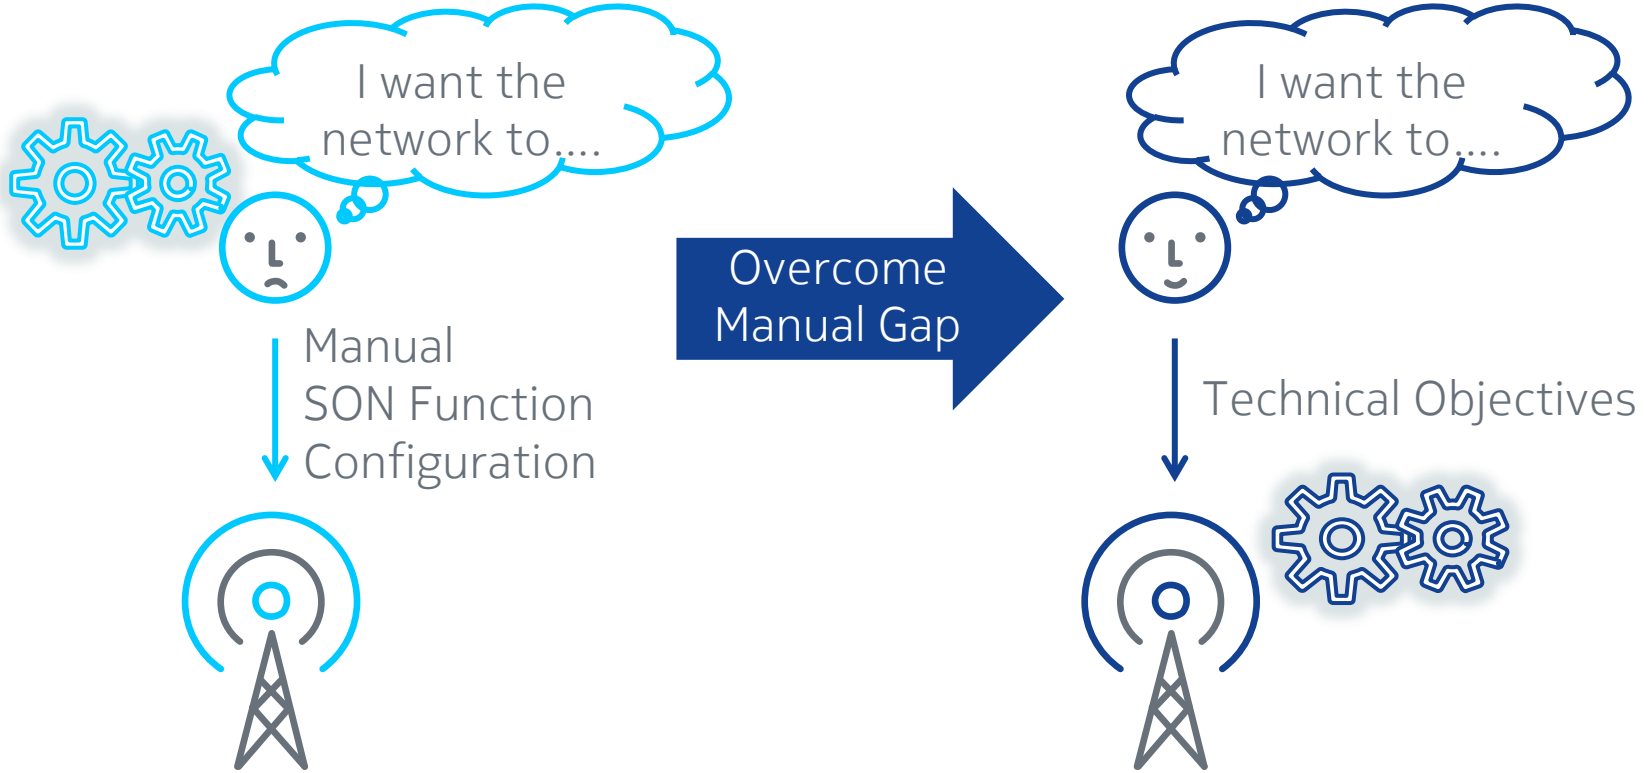 I want the
network to....
Manual
SON Function
Configuration
Overcome
Manual Gap
I want the
network to....
Technical Objectives